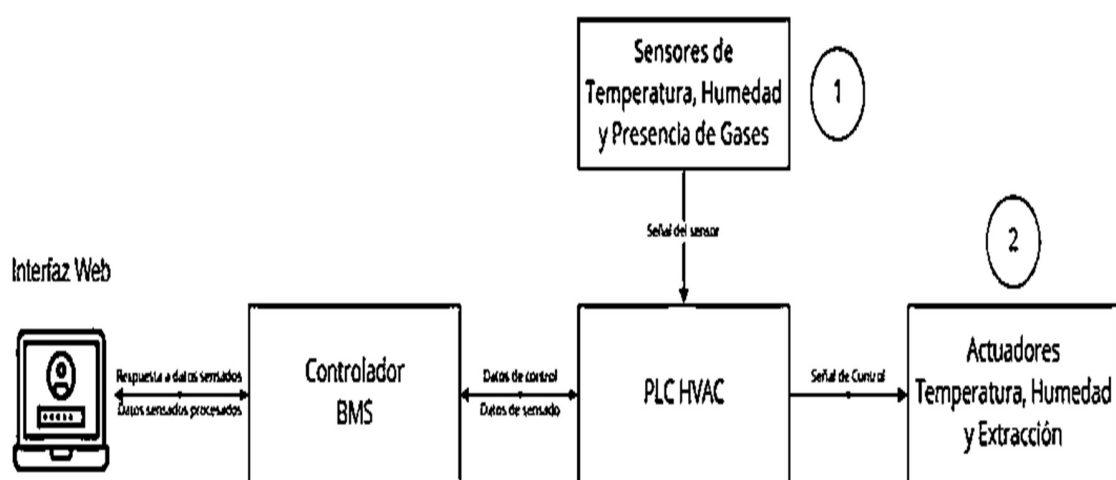 Sensores de
Temperatura, Humedad
y Presencia de Gases
1
Señal del sensor
2
Interfaz Web
Respuesta a datos sensados
Datos sensados procesados
Controlador
BMS
Datos de control
Datos de sensado
PLC HVAC
Señal de Control
Actuadores
Temperatura, Humedad
y Extracción